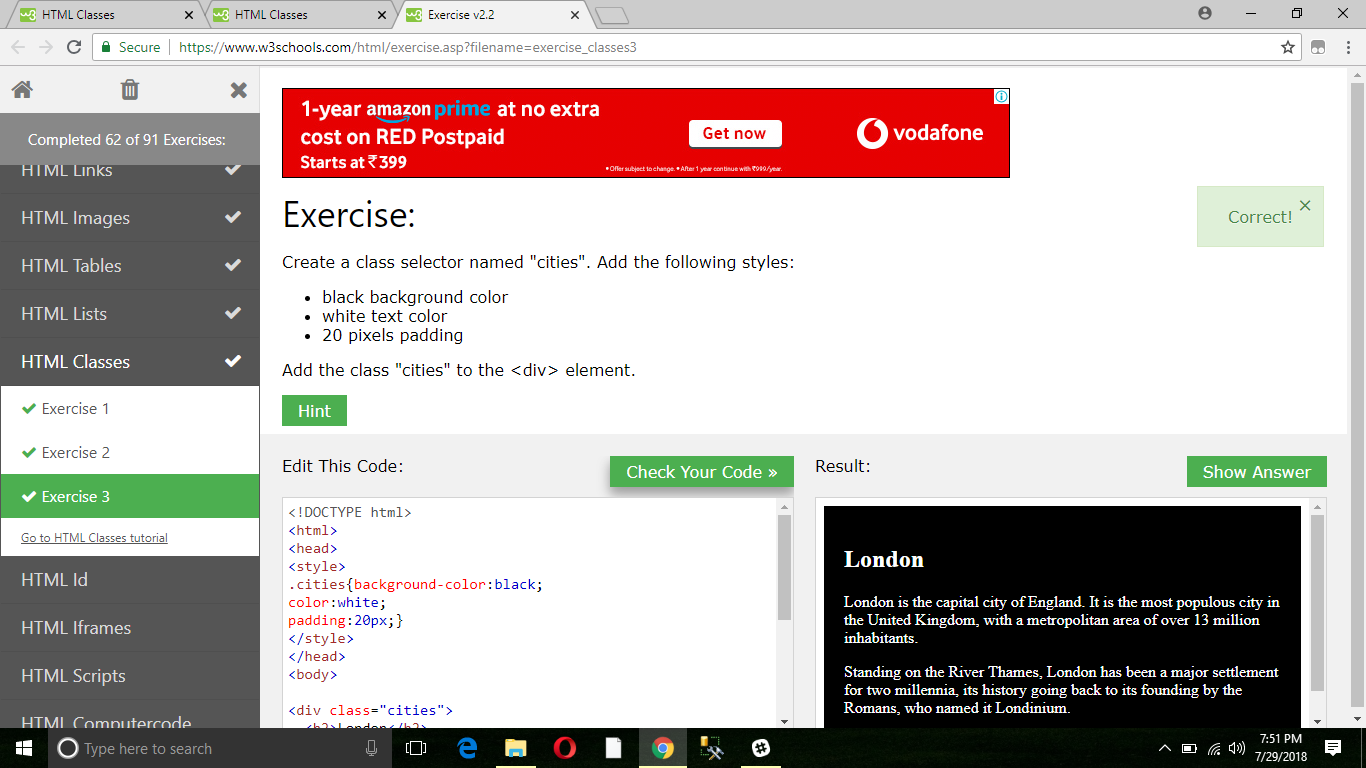 HTML Classes
HTML Classes
Exercise v2.2
Secure
https://www.w3schools.com/html/exercise.asp?filename=exercise_classes3
Completed 62 of 91 Exercises:
HTML Links
HTML Images
HTML Tables
HTML Lists
HTML Classes
Exercise 1
Exercise 2
Exercise 3
Go to HTML Classes tutorial
HTML Id
HTML Iframes
HTML Scripts
HTML Computercode
1-year amazon prime at no extra
cost on RED Postpaid
Starts at ₹399
Get now
vodafone
• Offer subject to change. • After 1 year continue with ₹999/year.
Exercise:
Correct!
Create a class selector named "cities". Add the following styles:
• black background color
• white text color
• 20 pixels padding
Add the class "cities" to the <div> element.
Hint
Edit This Code:
Check Your Code »
<!DOCTYPE html>
<html>
<head>
<style>
.cities{background-color:black;
color:white;
padding:20px;}
</style>
</head>
<body>
<div class="cities">
<h2>London</h2>
Result:
Show Answer
London
London is the capital city of England. It is the most populous city in
the United Kingdom, with a metropolitan area of over 13 million
inhabitants.
Standing on the River Thames, London has been a major settlement
for two millennia, its history going back to its founding by the
Romans, who named it Londinium.
Type here to search
7:51 PM
7/29/2018